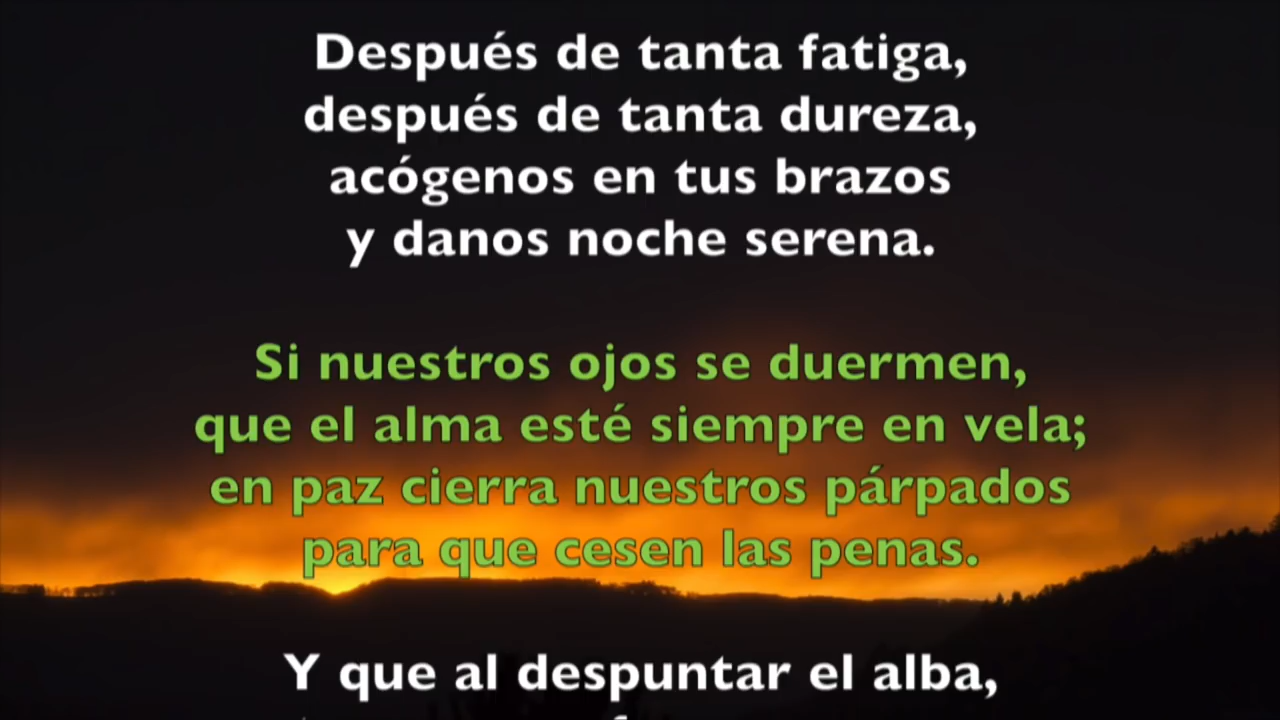 Después de tanta fatiga,
después de tanta dureza,
acógenos en tus brazos
y danos noche serena.
Si nuestros ojos se duermen,
que el alma esté siempre en vela;
en paz cierra nuestros párpados
para que cesen las penas.
Y que al despuntar el alba,